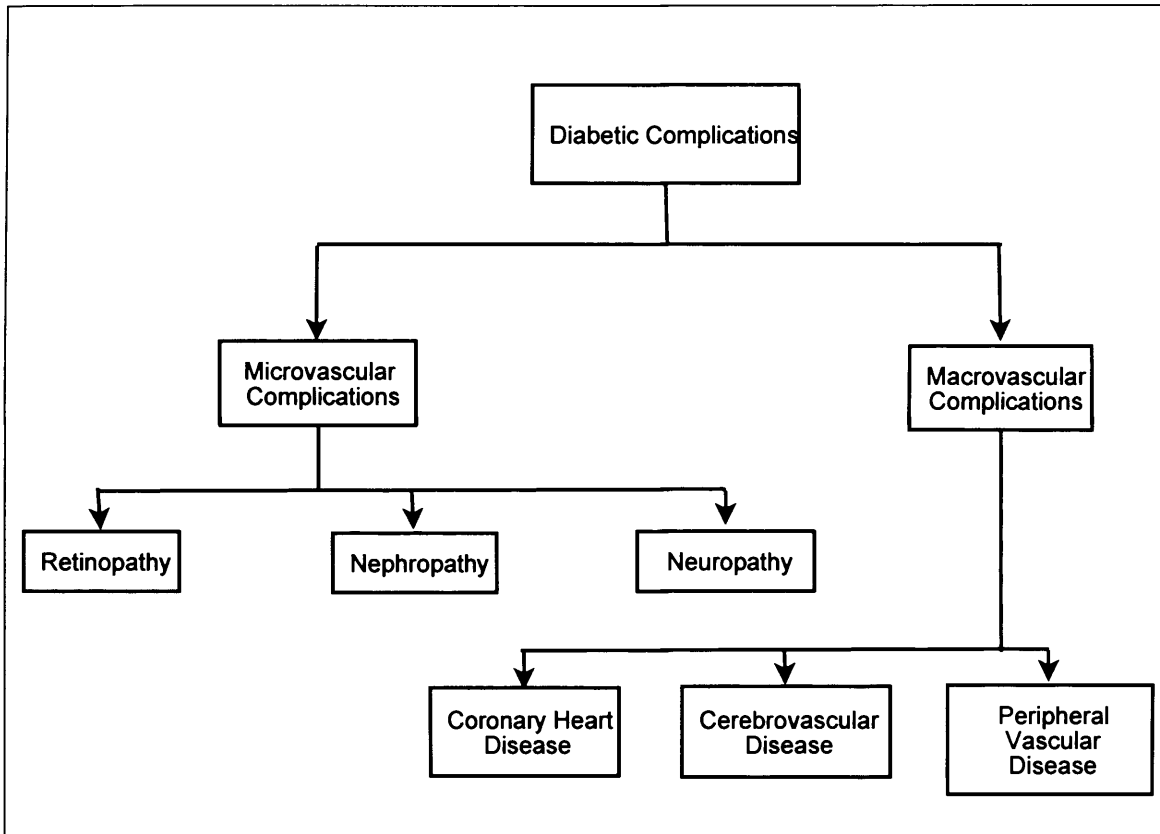 Diabetic Complications
Microvascular
Complications
Macrovascular
Complications
Retinopathy
Nephropathy
Neuropathy
Coronary Heart
Disease
Cerebrovascular
Disease
Peripheral
Vascular
Disease